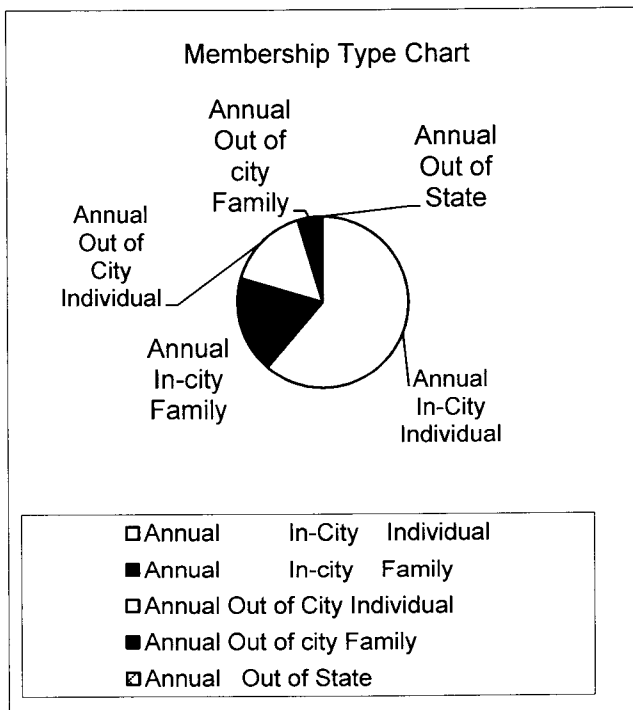 Membership Type Chart
Annual
Out of
city
Family
Annual
Out of
State
Annual
Out of
City
Individual
Annual
In-city
Family
Annual
In-City
Individual
Annual In-City Individual
Annual In-city Family
Annual Out of City Individual
Annual Out of city Family
Annual Out of State